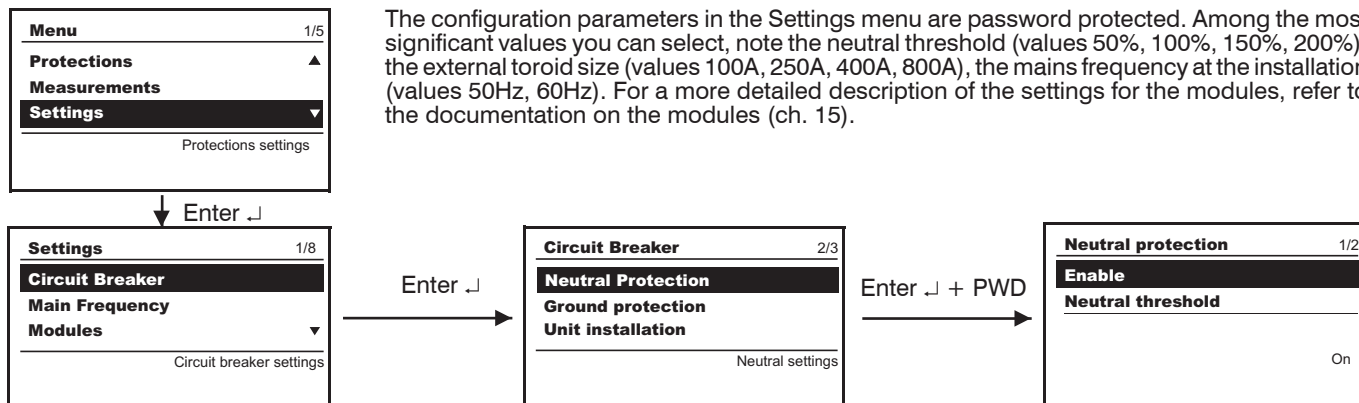 Menu 1/5
Protections ▲
Measurements
Settings ▼
Protections settings
The configuration parameters in the Settings menu are password protected. Among the mos
significant values you can select, note the neutral threshold (values 50%, 100%, 150%, 200%)
the external toroid size (values 100A, 250A, 400A, 800A), the mains frequency at the installation
(values 50Hz, 60Hz). For a more detailed description of the settings for the modules, refer to
the documentation on the modules (ch. 15).
Enter ↵
Settings 1/8
Circuit Breaker
Main Frequency
Modules ▼
Circuit breaker settings
Enter ↵
Circuit Breaker 2/3
Neutral Protection
Ground protection
Unit installation
Neutral settings
Enter ↵ + PWD
Neutral protection 1/2
Enable
Neutral threshold
On